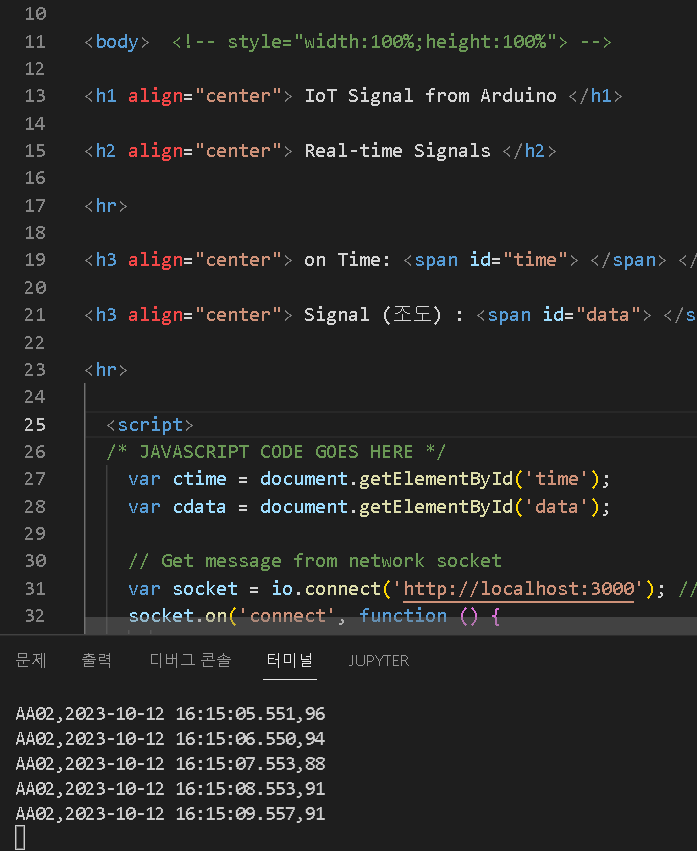 10
11 <body>  <!-- style="width:100%;height:100%"> -->
12
13 <h1 align="center"> IoT Signal from Arduino </h1>
14
15 <h2 align="center"> Real-time Signals </h2>
16
17 <hr>
18
19 <h3 align="center"> on Time: <span id="time"> </span> </
20
21 <h3 align="center"> Signal (조도) : <span id="data"> </s
22
23 <hr>
24
25 <script>
26 /* JAVASCRIPT CODE GOES HERE */
27 var ctime = document.getElementById('time');
28 var cdata = document.getElementById('data');
29
30 // Get message from network socket
31 var socket = io.connect('http://localhost:3000'); //
32 socket.on('connect', function () {
문제 출력 디버그 콘솔 터미널 JUPYTER
AA02,2023-10-12 16:15:05.551,96
AA02,2023-10-12 16:15:06.550,94
AA02,2023-10-12 16:15:07.553,88
AA02,2023-10-12 16:15:08.553,91
AA02,2023-10-12 16:15:09.557,91